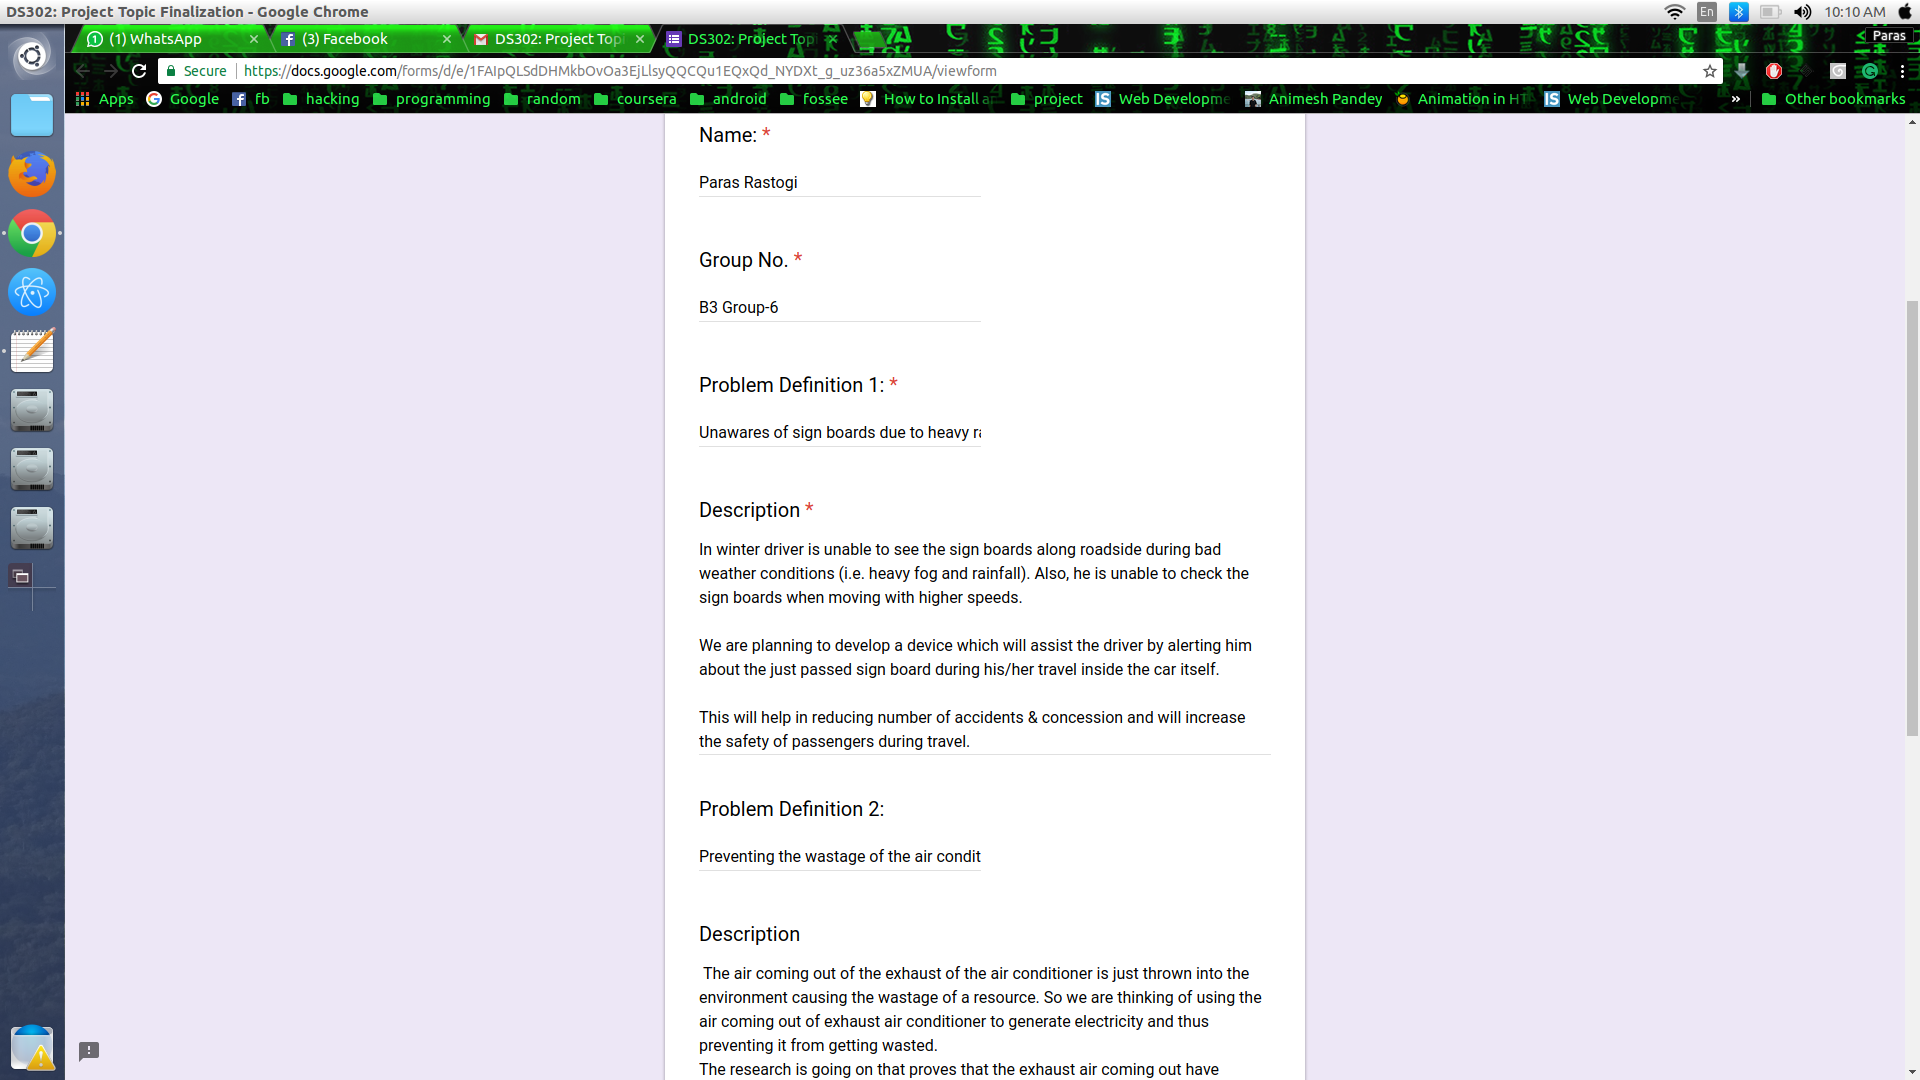 DS302: Project Topic Finalization - Google Chrome
En
10:10 AM
(1) WhatsApp
(3) Facebook
DS302: Project Topi
DS302: Project Top
Paras
Secure
https://docs.google.com/forms/d/e/1FAIpQLSdDHMkbOvOa3EjLlsyQQCQu1EQxQd_NYDXt_g_uz36a5xZMUA/viewform
Apps
Google
fb
hacking
programming
random
coursera
android
fossee
How to Install a
project
Web Developme
Animesh Pandey
Animation in HT
Web Developme
»
Other bookmarks
Name: *
Paras Rastogi
Group No. *
B3 Group-6
Problem Definition 1: *
Unawares of sign boards due to heavy ra
Description *
In winter driver is unable to see the sign boards along roadside during bad
weather conditions (i.e. heavy fog and rainfall). Also, he is unable to check the
sign boards when moving with higher speeds.
We are planning to develop a device which will assist the driver by alerting him
about the just passed sign board during his/her travel inside the car itself.
This will help in reducing number of accidents & concession and will increase
the safety of passengers during travel.
Problem Definition 2:
Preventing the wastage of the air condit
Description
The air coming out of the exhaust of the air conditioner is just thrown into the
environment causing the wastage of a resource. So we are thinking of using the
air coming out of exhaust air conditioner to generate electricity and thus
preventing it from getting wasted.
The research is going on that proves that the exhaust air coming out have